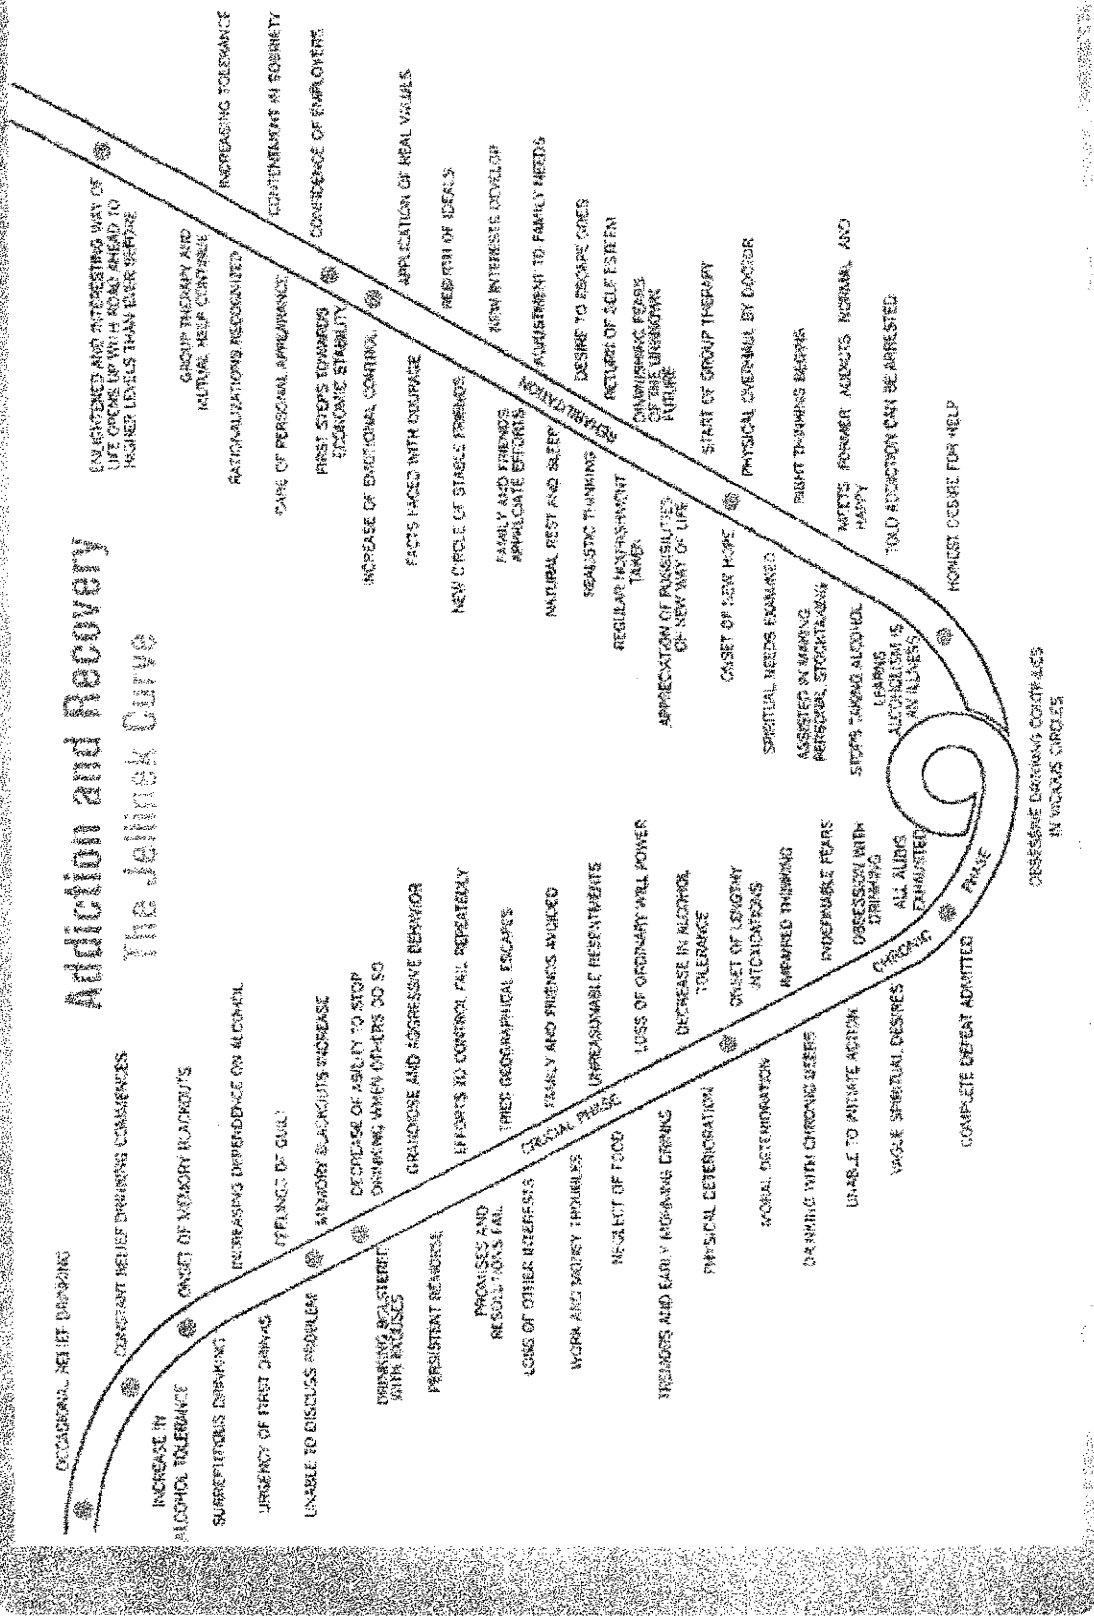 Addiction and Recovery
The Jellinek Curve
OCCASIONAL RELIEF DRINKING
CONSTANT RELIEF DRINKING COMMENCES
INCREASE IN
ALCOHOL TOLERANCE
ONSET OF MEMORY BLACKOUTS
SURREPTITIOUS DRINKING
INCREASING DEPENDENCE ON ALCOHOL
URGENCY OF FIRST DRINKS
FEELINGS OF GUILT
UNABLE TO DISCUSS PROBLEM
MEMORY BLACKOUTS INCREASE
DECREASE OF ABILITY TO STOP
DRINKING WHEN OTHERS DO SO
DRINKING BOLSTERED
WITH EXCUSES
GRANDIOSE AND AGGRESSIVE BEHAVIOR
PERSISTENT REMORSE
EFFORTS TO CONTROL FAIL REPEATEDLY
PROMISES AND
RESOLUTIONS FAIL
TRIES GEOGRAPHICAL ESCAPES
LOSS OF OTHER INTERESTS
CRUCIAL PHASE
FAMILY AND FRIENDS AVOIDED
WORK AND MONEY TROUBLES
UNREASONABLE RESENTMENTS
NEGLECT OF FOOD
LOSS OF ORDINARY WILL POWER
TREMORS AND EARLY MORNING DRINKS
DECREASE IN ALCOHOL
TOLERANCE
PHYSICAL DETERIORATION
ONSET OF LENGTHY
INTOXICATIONS
MORAL DETERIORATION
IMPAIRED THINKING
DRINKING WITH CHRONIC USERS
INDEFINABLE FEARS
UNABLE TO INITIATE ACTION
OBSESSION WITH
DRINKING
VAGUE SPIRITUAL DESIRES
ALL ALIBIS
EXHAUSTED
CHRONIC PHASE
COMPLETE DEFEAT ADMITTED
OBSESSIVE DRINKING CONTINUES
IN VICIOUS CIRCLES
HONEST DESIRE FOR HELP
LEARNS
ALCOHOLISM IS
AN ILLNESS
TOLD ADDICTION CAN BE ARRESTED
STOPS TAKING ALCOHOL
MEETS FORMER ADDICTS NORMAL AND
HAPPY
ASSISTED IN MAKING
PERSONAL STOCKTAKING
RIGHT THINKING BEGINS
SPIRITUAL NEEDS EXAMINED
PHYSICAL OVERHAUL BY DOCTOR
ONSET OF NEW HOPE
START OF GROUP THERAPY
APPRECIATION OF POSSIBILITIES
OF NEW WAY OF LIFE
DIMINISHING FEARS
OF THE UNKNOWN
FUTURE
REGULAR NOURISHMENT
TAKEN
RETURN OF SELF ESTEEM
REALISTIC THINKING
DESIRE TO ESCAPE GOES
REHABILITATION
NATURAL REST AND SLEEP
ADJUSTMENT TO FAMILY NEEDS
FAMILY AND FRIENDS
APPRECIATE EFFORTS
NEW INTERESTS DEVELOP
NEW CIRCLE OF STABLE FRIENDS
REBIRTH OF IDEALS
FACTS FACED WITH COURAGE
APPLICATION OF REAL VALUES
INCREASE OF EMOTIONAL CONTROL
FIRST STEPS TOWARDS
ECONOMIC STABILITY
CONFIDENCE OF EMPLOYERS
CARE OF PERSONAL APPEARANCE
CONTENTMENT IN SOBRIETY
RATIONALIZATIONS RECOGNIZED
INCREASING TOLERANCE
GROUP THERAPY AND
MUTUAL HELP CONTINUE
ENLIGHTENED AND INTERESTING WAY OF
LIFE OPENS UP WITH ROAD AHEAD TO
HIGHER LEVELS THAN EVER BEFORE